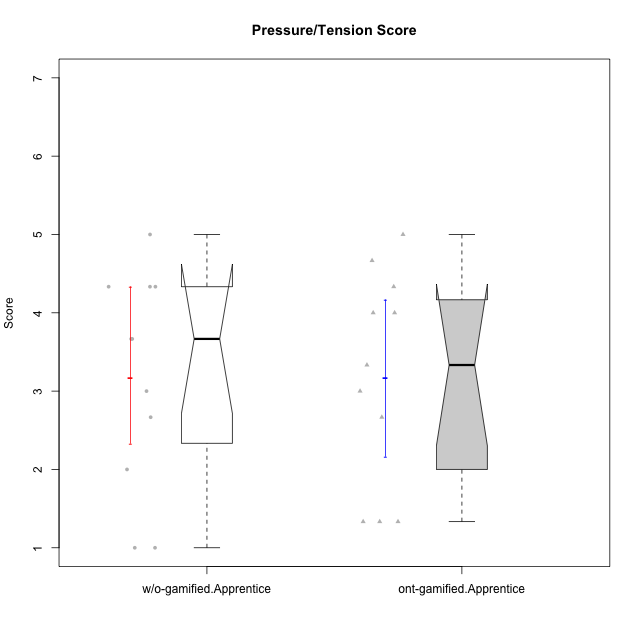 Pressure/Tension Score
7
6
5
4
3
2
1
Score
w/o-gamified.Apprentice
ont-gamified.Apprentice